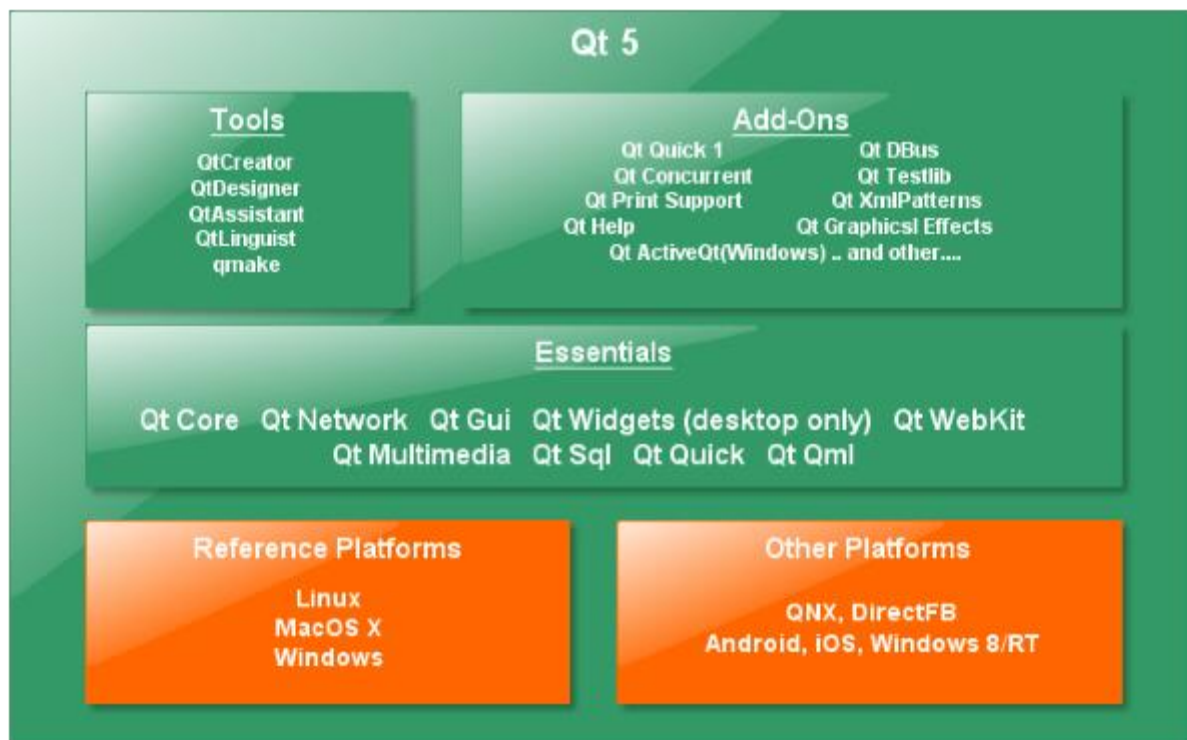 Qt 5
Tools
QtCreator
QtDesigner
QtAssistant
QtLinguist
qmake
Add-Ons
Qt Quick 1 Qt DBus
Qt Concurrent Qt Testlib
Qt Print Support Qt XmlPatterns
Qt Help Qt Graphicsl Effects
Qt ActiveQt(Windows) .. and other....
Essentials
Qt Core Qt Network Qt Gui Qt Widgets (desktop only) Qt WebKit
Qt Multimedia Qt Sql Qt Quick Qt Qml
Reference Platforms
Linux
MacOS X
Windows
Other Platforms
QNX, DirectFB
Android, iOS, Windows 8/RT